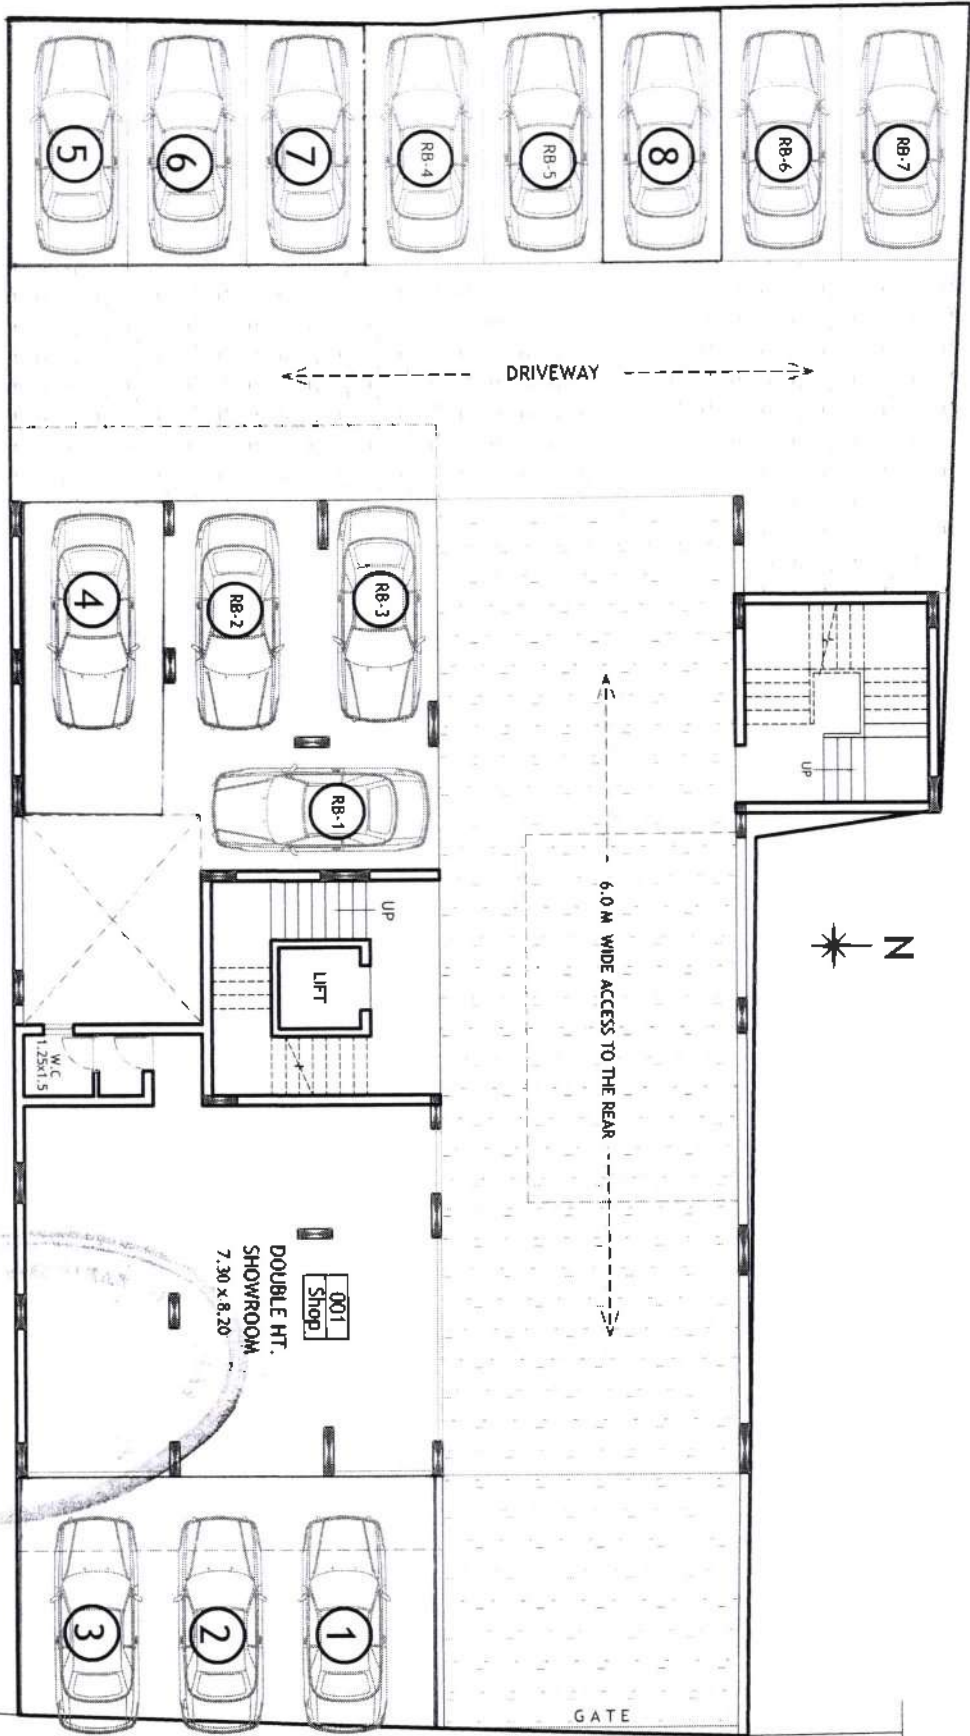 5
6
7
RB-4
RB-5
8
RB-6
RB-7
DRIVEWAY
4
RB-2
RB-3
RB-1
UP
UP
LIFT
6.0 M WIDE ACCESS TO THE REAR
N
W.C
1.25x1.5
001
Shop
DOUBLE HT.
SHOWROOM
7.30 x 8.20
3
2
1
GATE